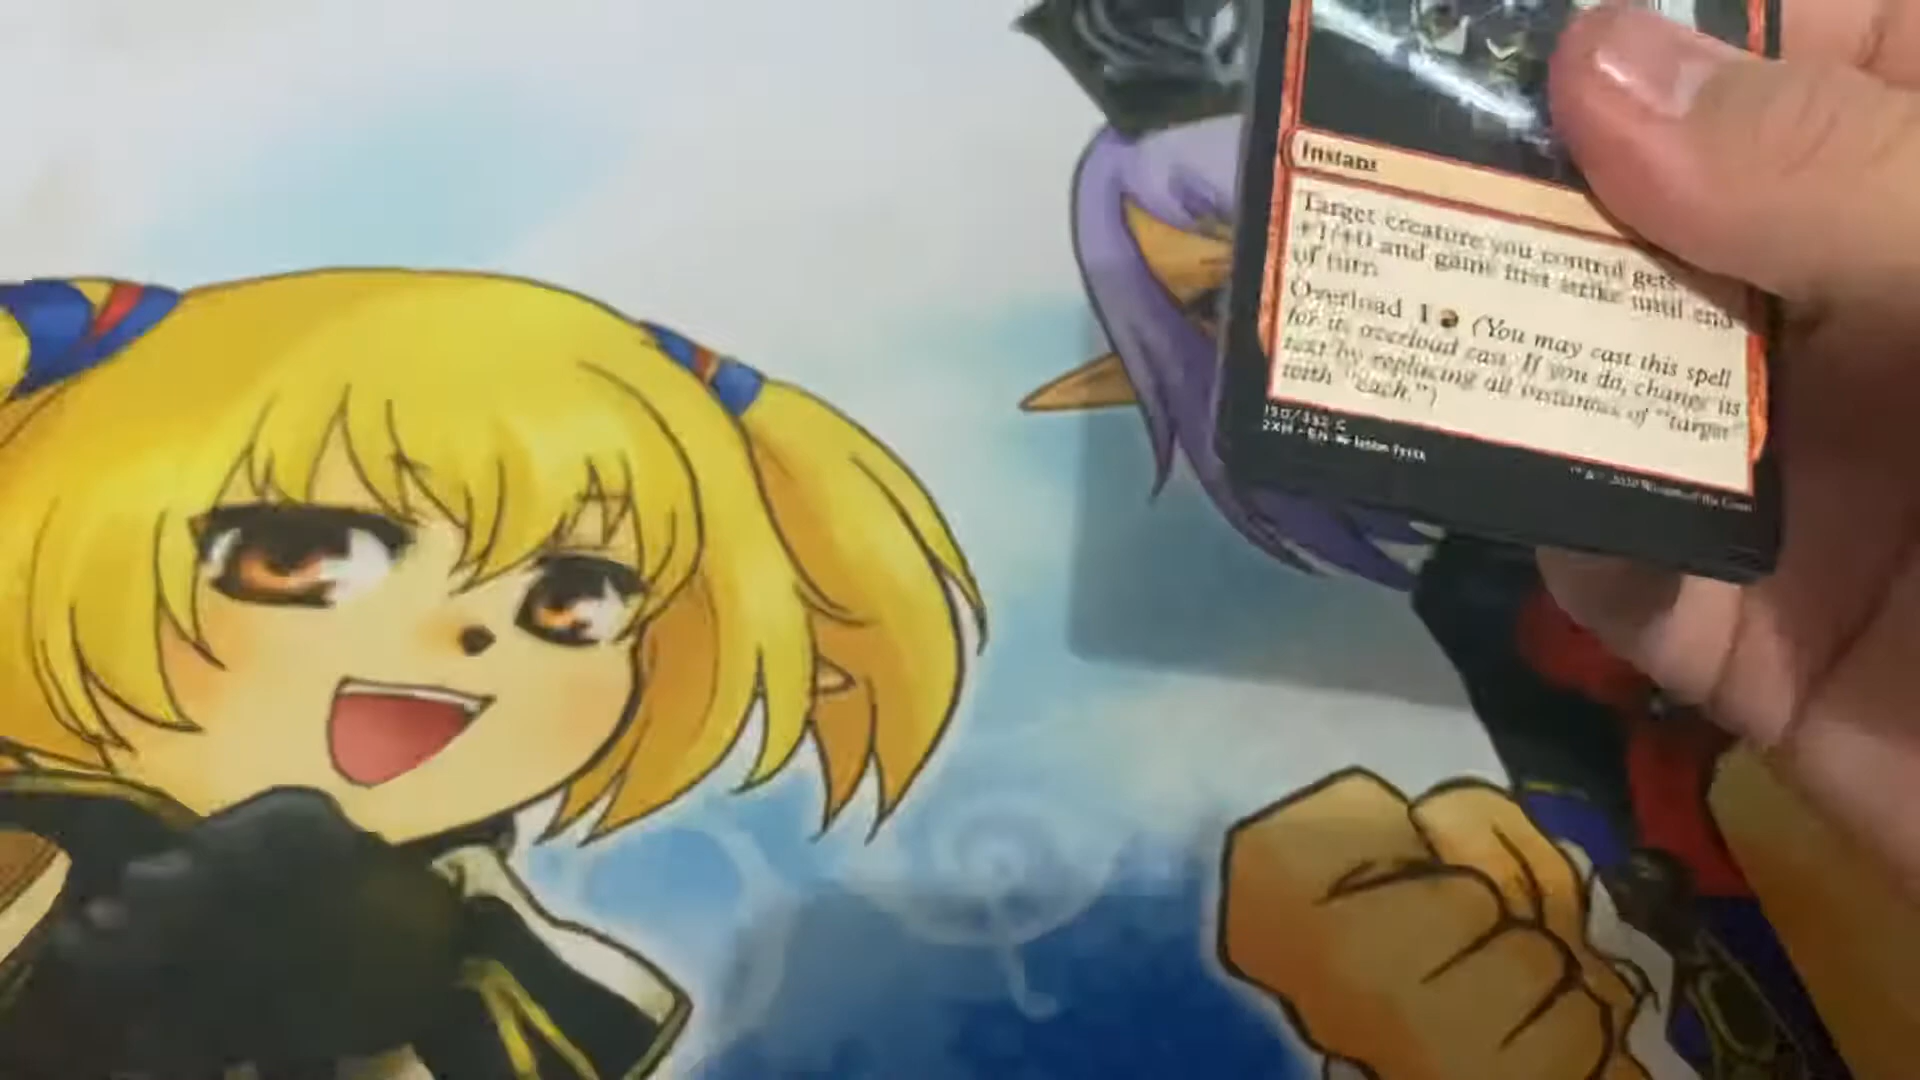 Instant
Target creature you control gets
+1/+0 and gains first strike until end
of turn.
Overload 1 (You may cast this spell
for its overload cost. If you do, change its
text by replacing all instances of "target"
with "each.")
2XM • EN